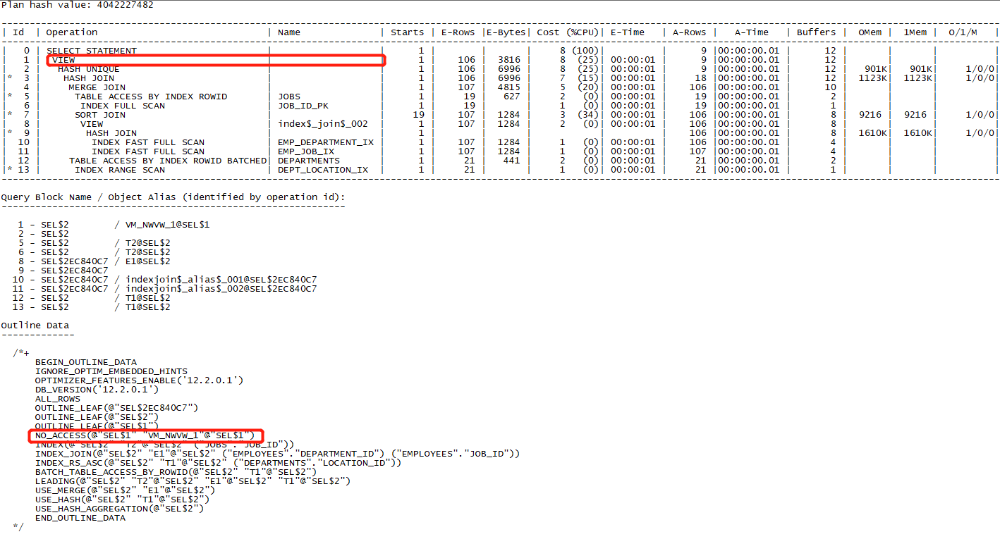 Plan hash value: 4042227482
---------------------------------------------------------------------------------------------------------------------------------------------------------------
| Id  | Operation                              | Name              | Starts | E-Rows |E-Bytes| Cost (%CPU)| E-Time   | A-Rows |   A-Time   | Buffers |  OMem |  1Mem |  O/1/M   |
---------------------------------------------------------------------------------------------------------------------------------------------------------------
|   0 | SELECT STATEMENT                       |                   |      1 |        |       |     8 (100)|          |      9 |00:00:00.01 |      12 |       |       |          |
|   1 |  VIEW                                  |                   |      1 |    106 |  3816 |     8  (25)| 00:00:01 |      9 |00:00:00.01 |      12 |       |       |          |
|   2 |   HASH UNIQUE                          |                   |      1 |    106 |  6996 |     8  (25)| 00:00:01 |      9 |00:00:00.01 |      12 |   901K|   901K|     1/0/0|
|*  3 |    HASH JOIN                           |                   |      1 |    106 |  6996 |     7  (15)| 00:00:01 |     18 |00:00:00.01 |      12 |  1123K|  1123K|     1/0/0|
|   4 |     MERGE JOIN                         |                   |      1 |    107 |  4815 |     5  (20)| 00:00:01 |    106 |00:00:00.01 |      10 |       |       |          |
|*  5 |      TABLE ACCESS BY INDEX ROWID       | JOBS              |      1 |     19 |   627 |     2   (0)| 00:00:01 |     19 |00:00:00.01 |       2 |       |       |          |
|   6 |       INDEX FULL SCAN                  | JOB_ID_PK         |      1 |     19 |       |     1   (0)| 00:00:01 |     19 |00:00:00.01 |       1 |       |       |          |
|*  7 |      SORT JOIN                         |                   |     19 |    107 |  1284 |     3  (34)| 00:00:01 |    106 |00:00:00.01 |       8 |  9216 |  9216 |     1/0/0|
|   8 |       VIEW                             | index$_join$_002  |      1 |    107 |  1284 |     2   (0)| 00:00:01 |    106 |00:00:00.01 |       8 |       |       |          |
|*  9 |        HASH JOIN                       |                   |      1 |        |       |            |          |    106 |00:00:00.01 |       8 |  1610K|  1610K|     1/0/0|
|  10 |         INDEX FAST FULL SCAN           | EMP_DEPARTMENT_IX |      1 |    107 |  1284 |     1   (0)| 00:00:01 |    106 |00:00:00.01 |       4 |       |       |          |
|  11 |         INDEX FAST FULL SCAN           | EMP_JOB_IX        |      1 |    107 |  1284 |     1   (0)| 00:00:01 |    107 |00:00:00.01 |       4 |       |       |          |
|  12 |     TABLE ACCESS BY INDEX ROWID BATCHED| DEPARTMENTS       |      1 |     21 |   441 |     2   (0)| 00:00:01 |     21 |00:00:00.01 |       2 |       |       |          |
|* 13 |      INDEX RANGE SCAN                  | DEPT_LOCATION_IX  |      1 |     21 |       |     1   (0)| 00:00:01 |     21 |00:00:00.01 |       1 |       |       |          |
---------------------------------------------------------------------------------------------------------------------------------------------------------------
Query Block Name / Object Alias (identified by operation id):
-------------------------------------------------------------
1 - SEL$2        / VM_NWVW_1@SEL$1
2 - SEL$2
5 - SEL$2        / T2@SEL$2
6 - SEL$2        / T2@SEL$2
8 - SEL$2EC840C7 / E1@SEL$2
9 - SEL$2EC840C7
10 - SEL$2EC840C7 / indexjoin$_alias$_001@SEL$2EC840C7
11 - SEL$2EC840C7 / indexjoin$_alias$_002@SEL$2EC840C7
12 - SEL$2        / T1@SEL$2
13 - SEL$2        / T1@SEL$2
Outline Data
-------------
/*+
BEGIN_OUTLINE_DATA
IGNORE_OPTIM_EMBEDDED_HINTS
OPTIMIZER_FEATURES_ENABLE('12.2.0.1')
DB_VERSION('12.2.0.1')
ALL_ROWS
OUTLINE_LEAF(@"SEL$2EC840C7")
OUTLINE_LEAF(@"SEL$2")
OUTLINE_LEAF(@"SEL$1")
NO_ACCESS(@"SEL$1" "VM_NWVW_1"@"SEL$1")
INDEX(@"SEL$2" "T2"@"SEL$2" ("JOBS"."JOB_ID"))
INDEX_JOIN(@"SEL$2" "E1"@"SEL$2" ("EMPLOYEES"."DEPARTMENT_ID") ("EMPLOYEES"."JOB_ID"))
INDEX_RS_ASC(@"SEL$2" "T1"@"SEL$2" ("DEPARTMENTS"."LOCATION_ID"))
BATCH_TABLE_ACCESS_BY_ROWID(@"SEL$2" "T1"@"SEL$2")
LEADING(@"SEL$2" "T2"@"SEL$2" "E1"@"SEL$2" "T1"@"SEL$2")
USE_MERGE(@"SEL$2" "E1"@"SEL$2")
USE_HASH(@"SEL$2" "T1"@"SEL$2")
USE_HASH_AGGREGATION(@"SEL$2")
END_OUTLINE_DATA
*/